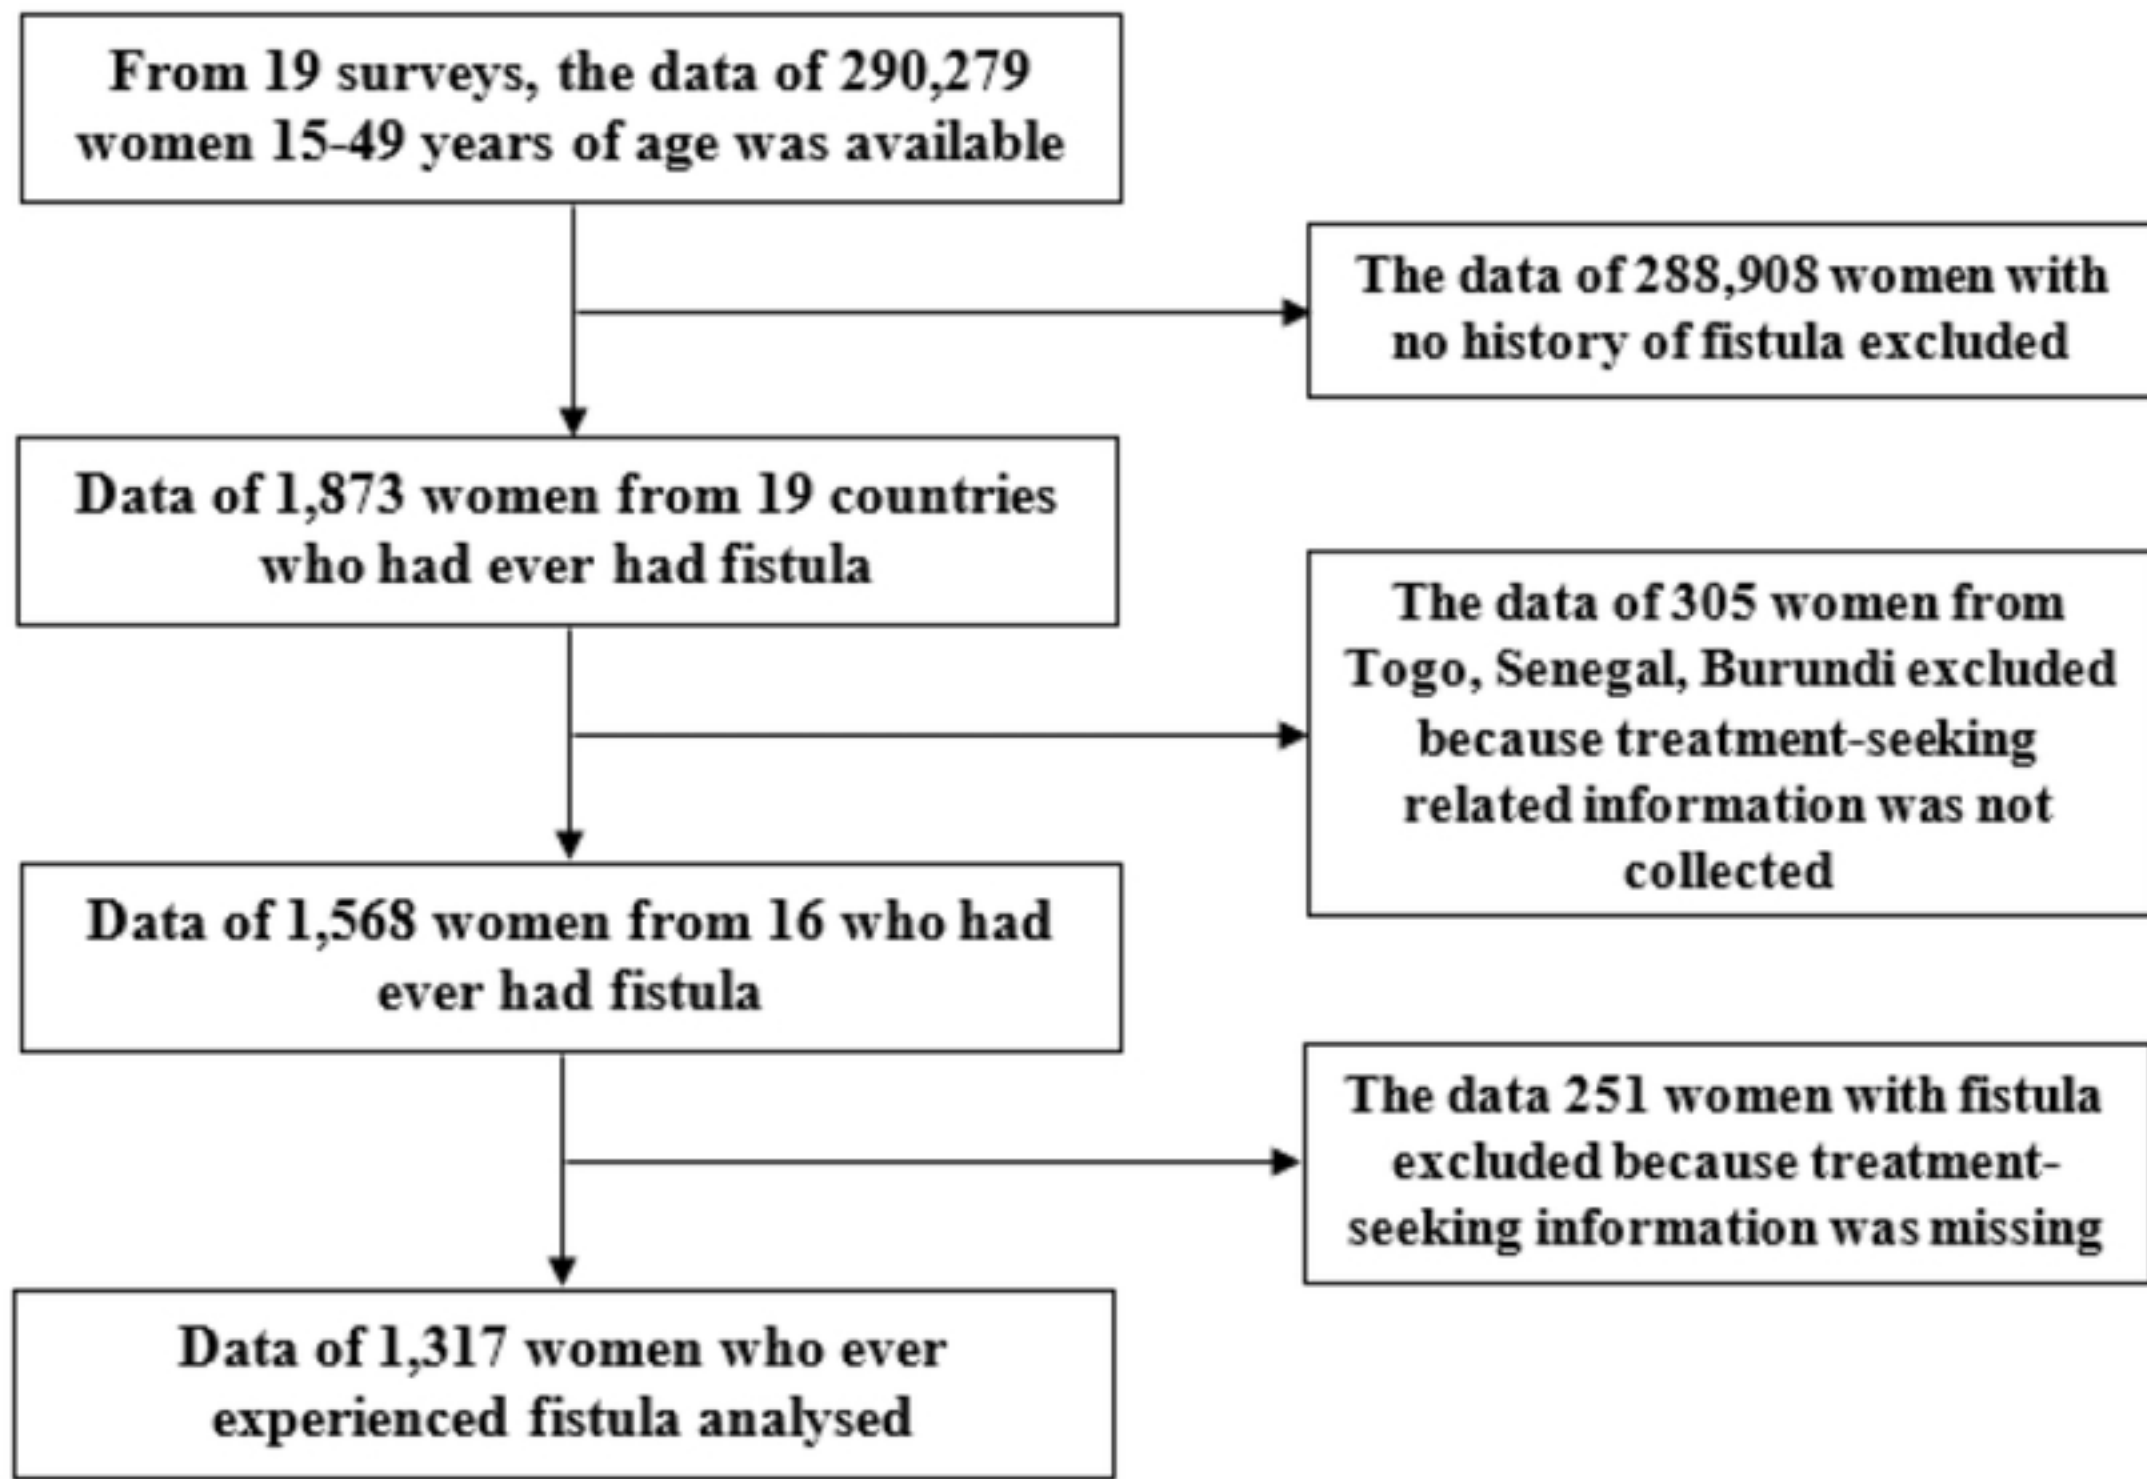 From 19 surveys, the data of 290,279
women 15-49 years of age was available
The data of 288,908 women with
no history of fistula excluded
Data of 1,873 women from 19 countries
who had ever had fistula
The data of 305 women from
Togo, Senegal, Burundi excluded
because treatment-seeking
related information was not
collected
Data of 1,568 women from 16 who had
ever had fistula
The data 251 women with fistula
excluded because treatment-
seeking information was missing
Data of 1,317 women who ever
experienced fistula analysed